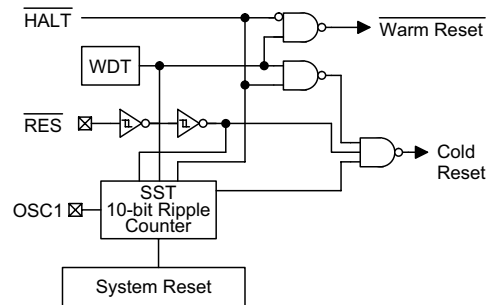 HALT
Warm Reset
WDT
RES
Cold
Reset
SST
10-bit Ripple
Counter
OSC1
System Reset